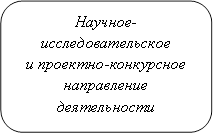 Научное-
исследовательское
и проектно-конкурсное
направление
деятельности